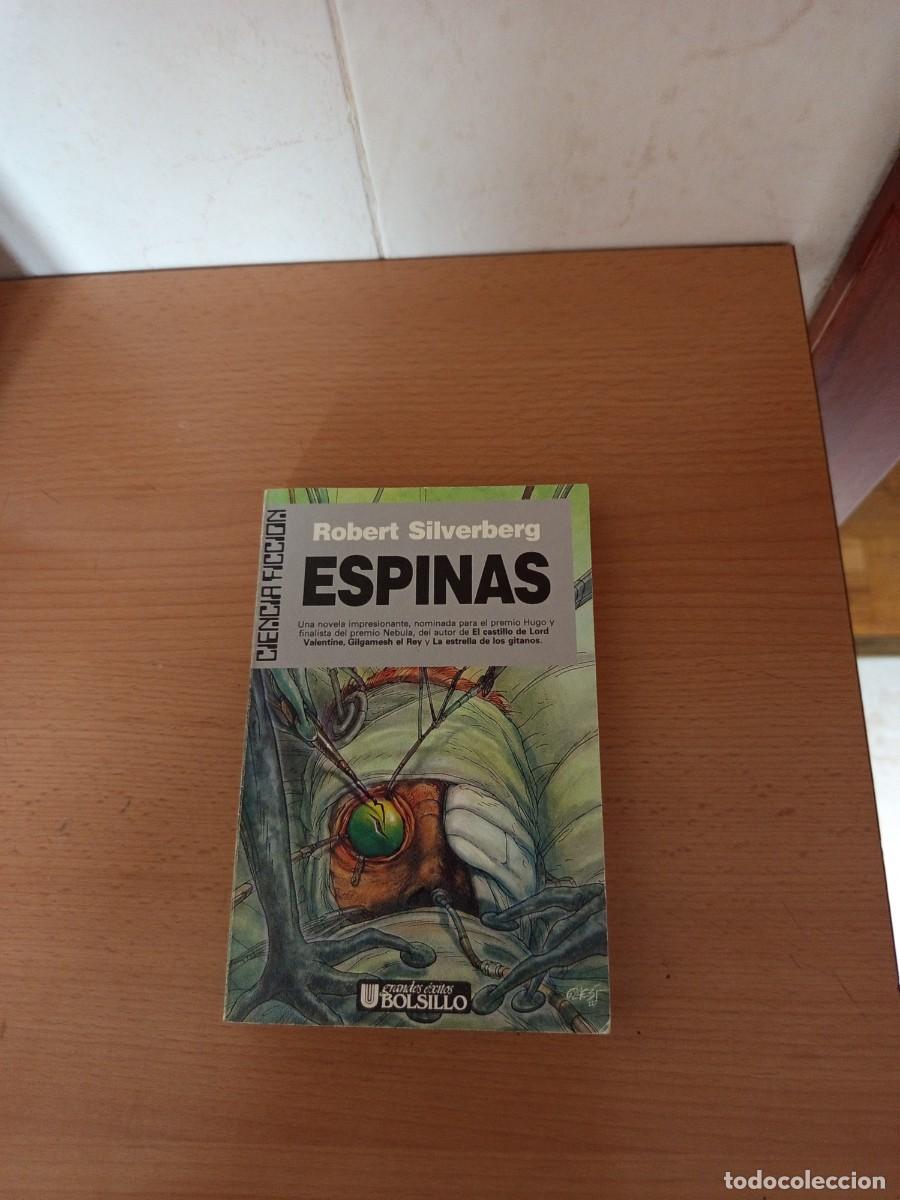 CIENCIA FICCION
Robert Silverberg
ESPINAS
Una novela impresionante, nominada para el premio Hugo y
finalista del premio Nebula, del autor de El castillo de Lord
Valentine, Gilgamesh el Rey y La estrella de los gitanos.
U grandes éxitos
BOLSILLO
todocoleccion